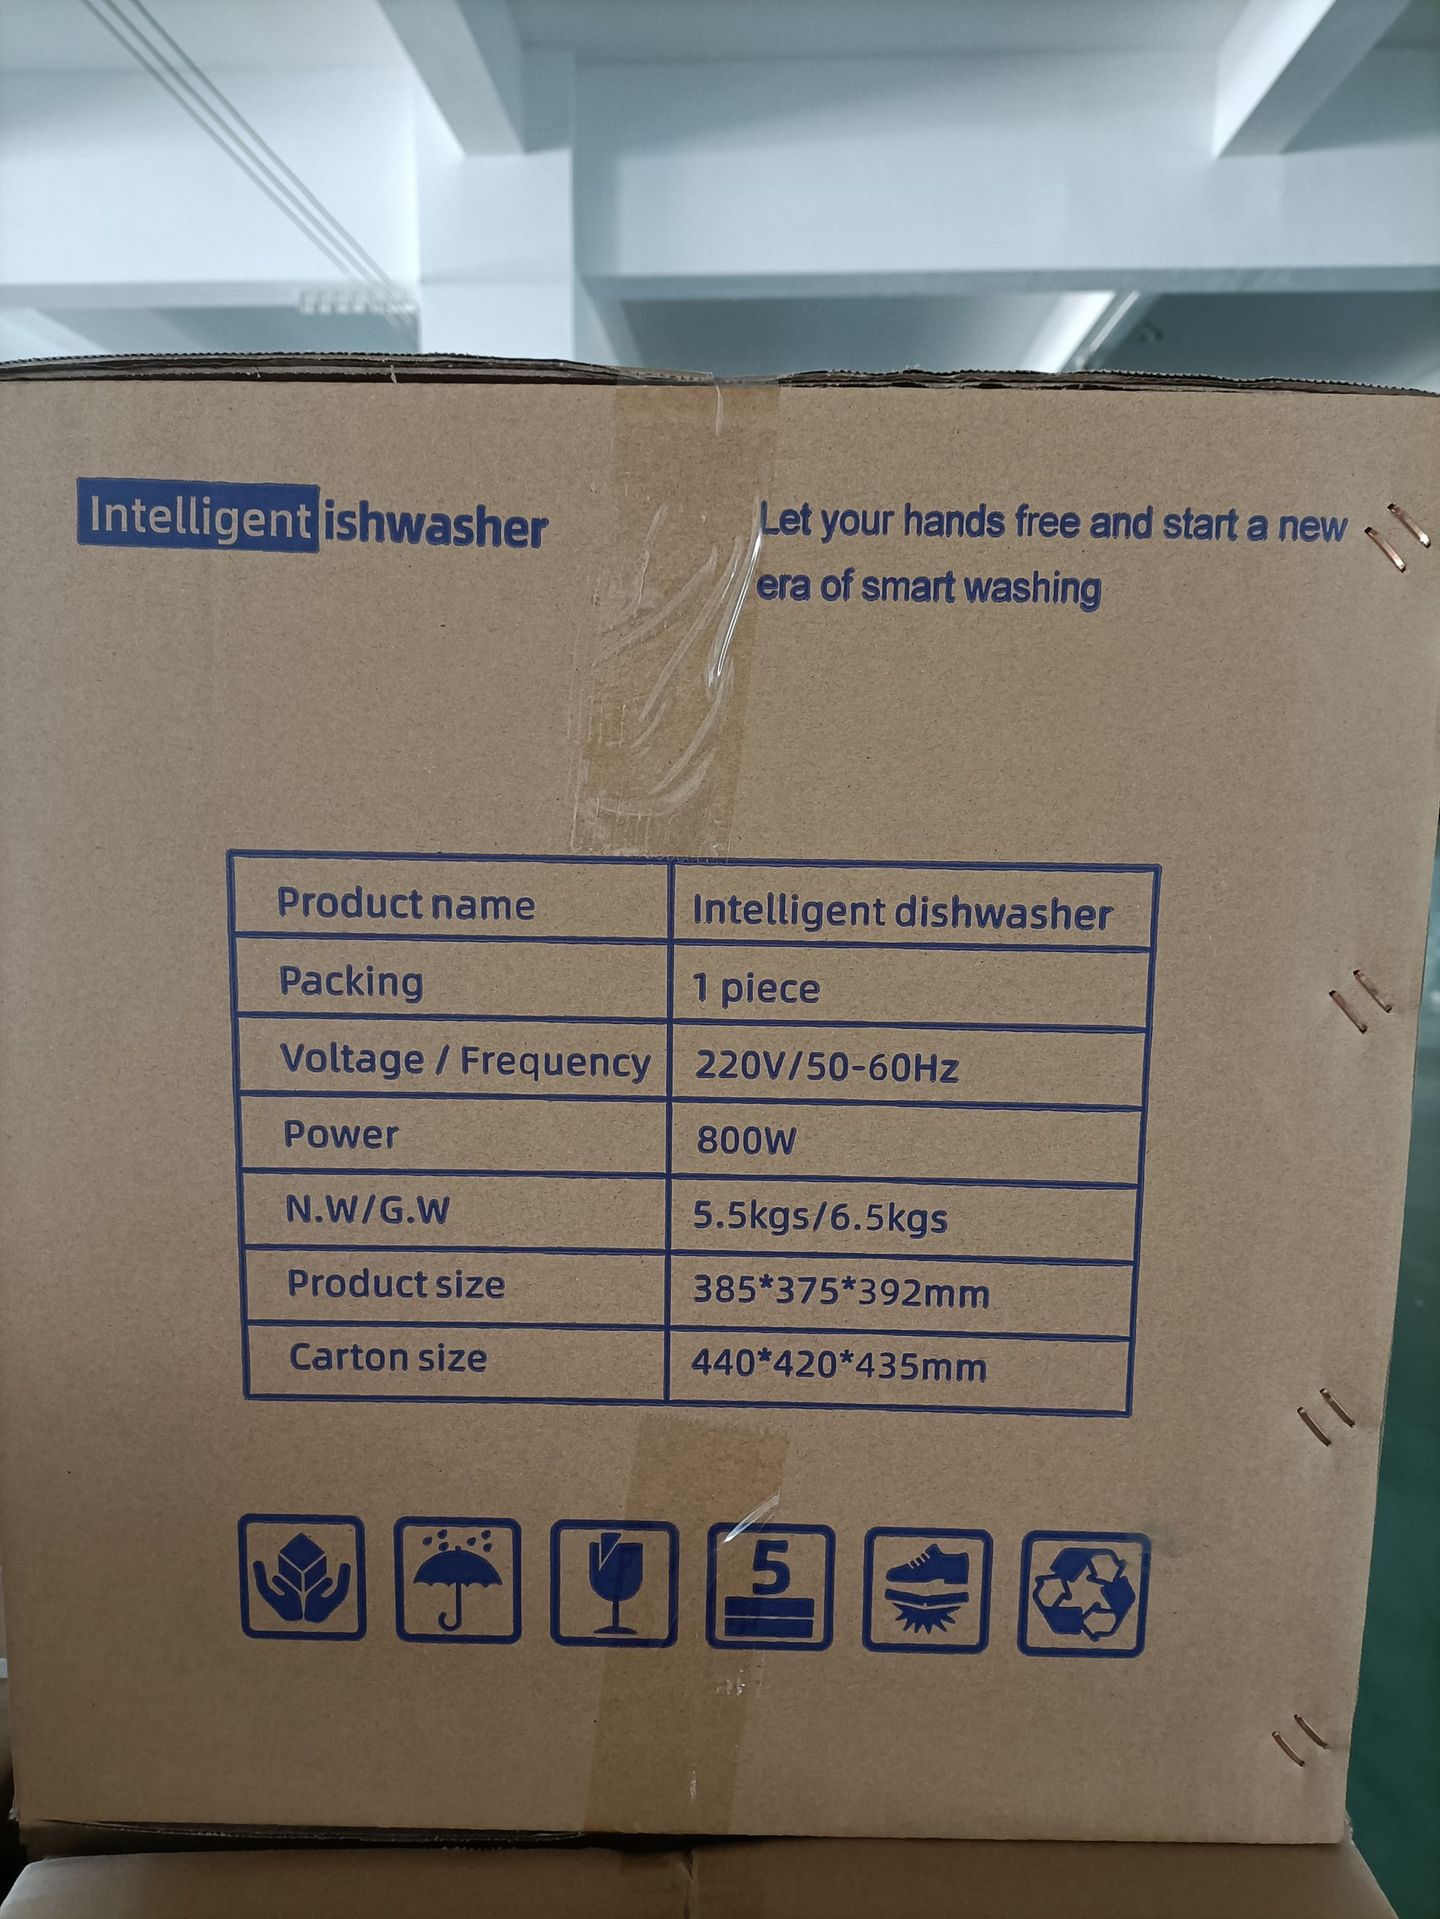 Intelligent ishwasher
Let your hands free and start a new
era of smart washing
Product name Intelligent dishwasher
Packing 1 piece
Voltage / Frequency 220V/50-60Hz
Power 800W
N.W/G.W 5.5kgs/6.5kgs
Product size 385*375*392mm
Carton size 440*420*435mm
5